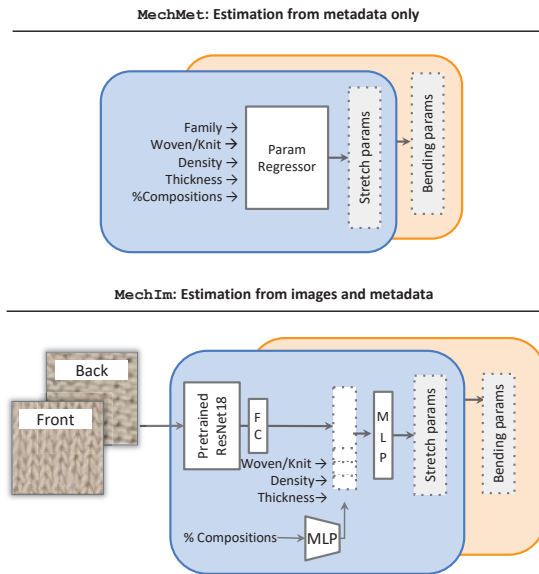 MechMet: Estimation from metadata only
Family →
Woven/Knit →
Density →
Thickness →
%Compositions →
Param
Regressor
Stretch params
Bending params
MechIm: Estimation from images and metadata
Back
Front
Pretrained
ResNet18
F
C
Woven/Knit →
Density →
Thickness →
% Compositions
MLP
M
L
P
Stretch params
Bending params